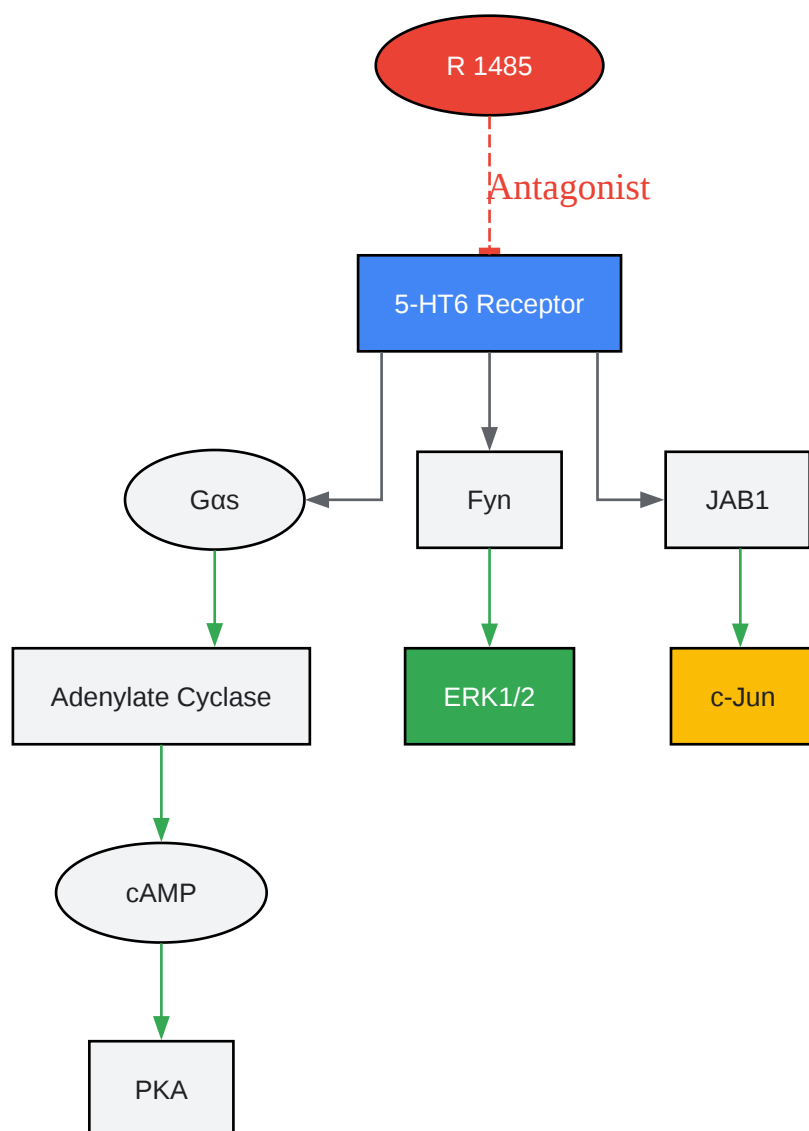 R 1485
Antagonist
5-HT6 Receptor
Gαs
Fyn
JAB1
Adenylate Cyclase
ERK1/2
c-Jun
cAMP
PKA